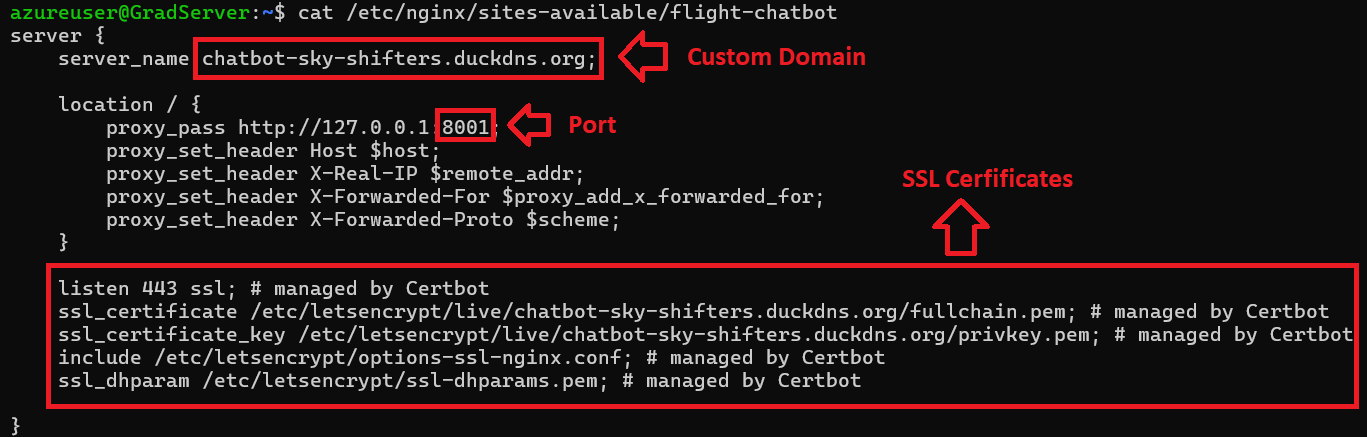 azureuser@GradServer:~$ cat /etc/nginx/sites-available/flight-chatbot
server {
server_name chatbot-sky-shifters.duckdns.org;
Custom Domain
location / {
proxy_pass http://127.0.0.1:8001;
Port
proxy_set_header Host $host;
proxy_set_header X-Real-IP $remote_addr;
SSL Cerfificates
proxy_set_header X-Forwarded-For $proxy_add_x_forwarded_for;
proxy_set_header X-Forwarded-Proto $scheme;
}
listen 443 ssl; # managed by Certbot
ssl_certificate /etc/letsencrypt/live/chatbot-sky-shifters.duckdns.org/fullchain.pem; # managed by Certbot
ssl_certificate_key /etc/letsencrypt/live/chatbot-sky-shifters.duckdns.org/privkey.pem; # managed by Certbot
include /etc/letsencrypt/options-ssl-nginx.conf; # managed by Certbot
ssl_dhparam /etc/letsencrypt/ssl-dhparams.pem; # managed by Certbot
}